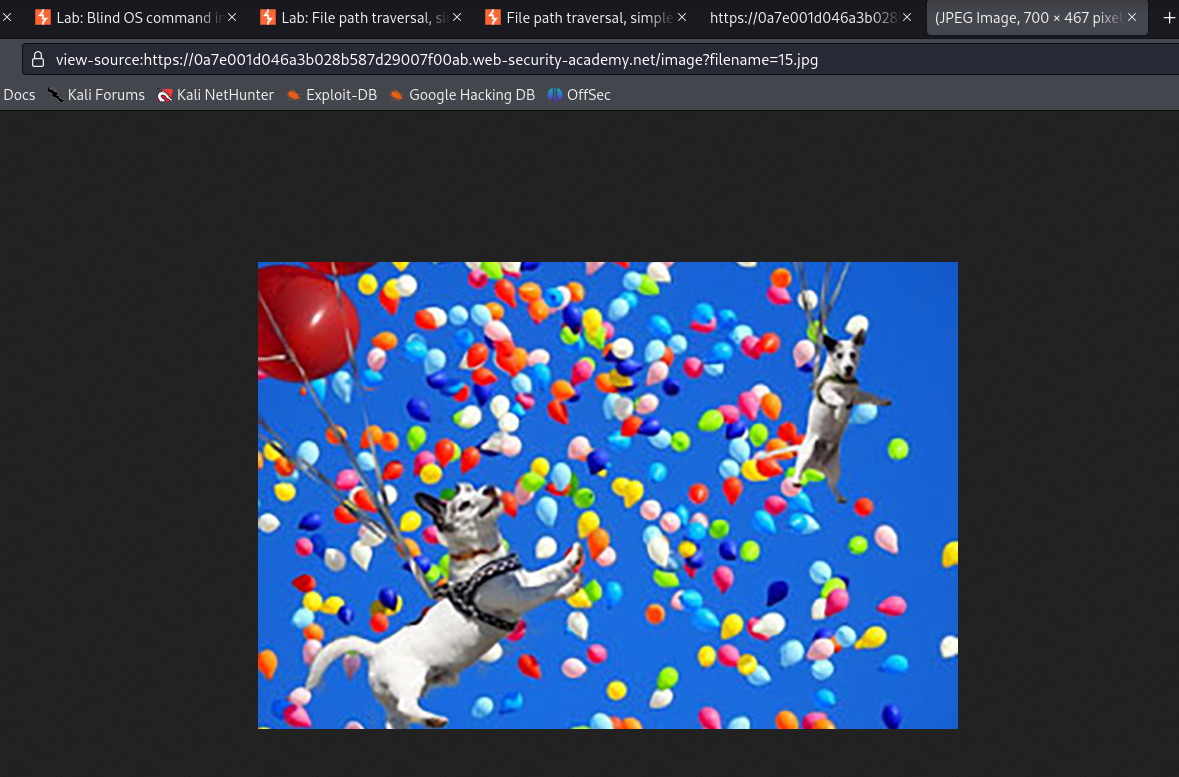 Lab: Blind OS command in
Lab: File path traversal, si
File path traversal, simple
https://0a7e001d046a3b028
(JPEG Image, 700 × 467 pixel
view-source:https://0a7e001d046a3b028b587d29007f00ab.web-security-academy.net/image?filename=15.jpg
Docs Kali Forums Kali NetHunter Exploit-DB Google Hacking DB OffSec